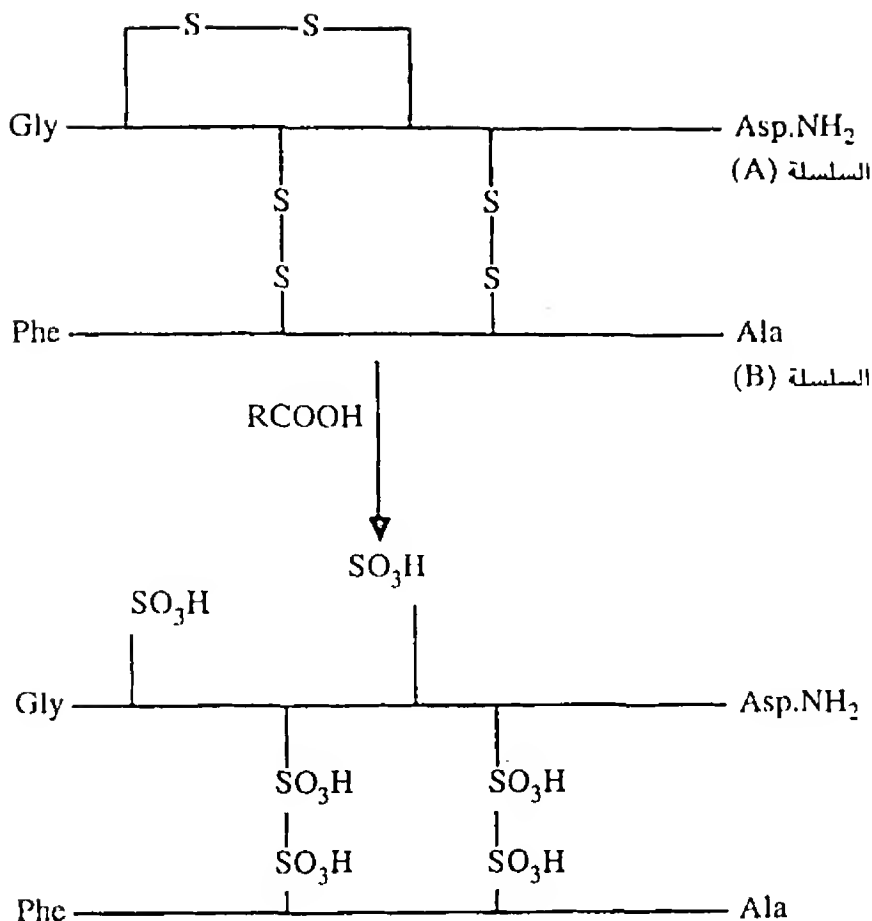 S S
Gly Asp.NH₂
السلسلة (A)
S S
S S
Phe Ala
السلسلة (B)
RCOOH
SO₃H
SO₃H
Gly Asp.NH₂
SO₃H SO₃H
SO₃H SO₃H
Phe Ala